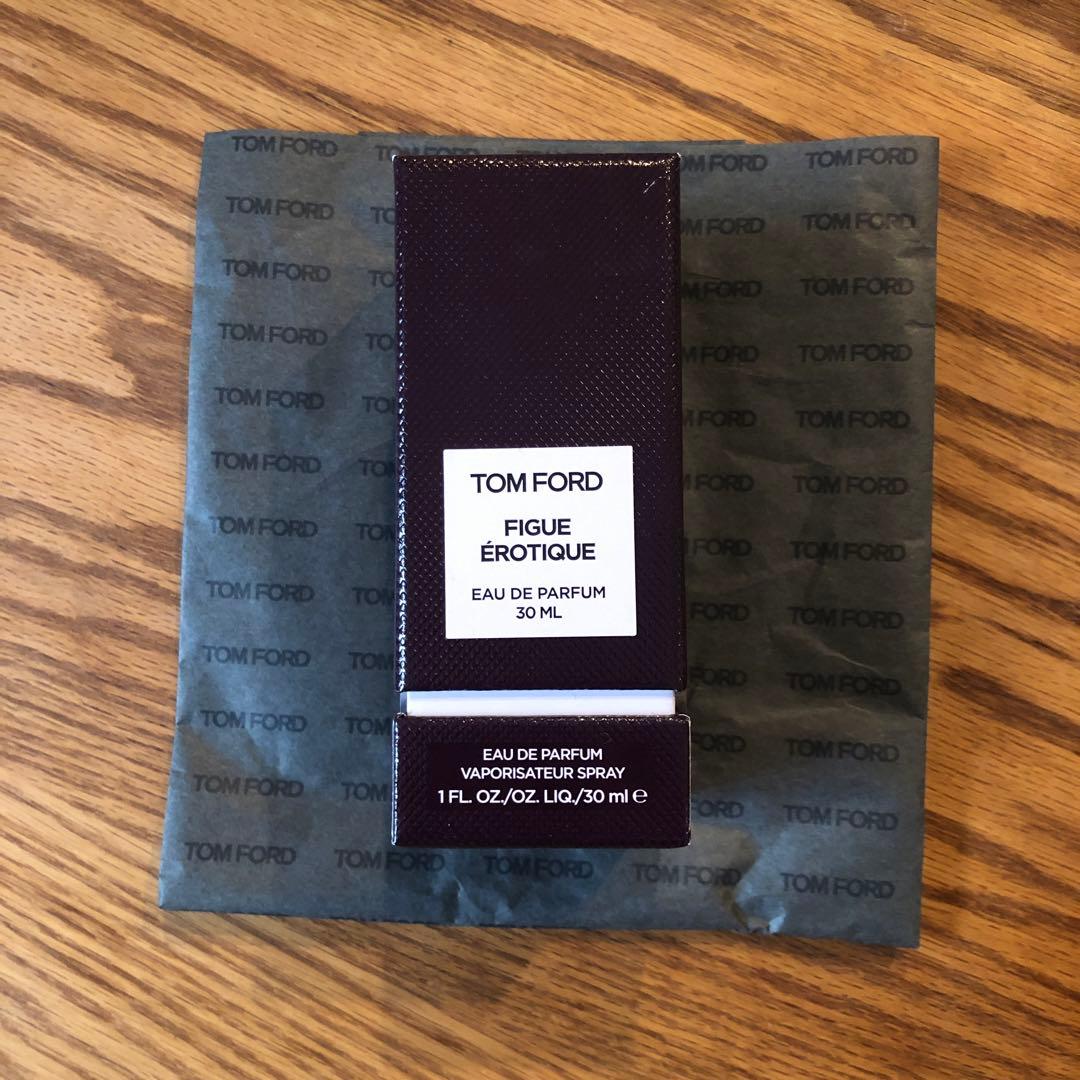 TOM FORD TOM FORD TOM FORD TOM FORD
TOM FORD TOM FORD TOM FORD
TOM FORD TOM FORD TOM FORD
TOM FORD TOM FORD
TOM FORD TOM FORD
TOM FORD TOM FORD
TOM FORD TOM FORD
TOM FORD TOM FORD
TOM FORD TOM FORD
TOM FORD TOM FORD
TOM FORD TOM FORD
TOM FORD TOM FORD TOM FORD TOM FORD TOM FORD
TOM FORD
FIGUE
ÉROTIQUE
EAU DE PARFUM
30 ML
EAU DE PARFUM
VAPORISATEUR SPRAY
1 FL. OZ./OZ. LIQ./30 ml ℮